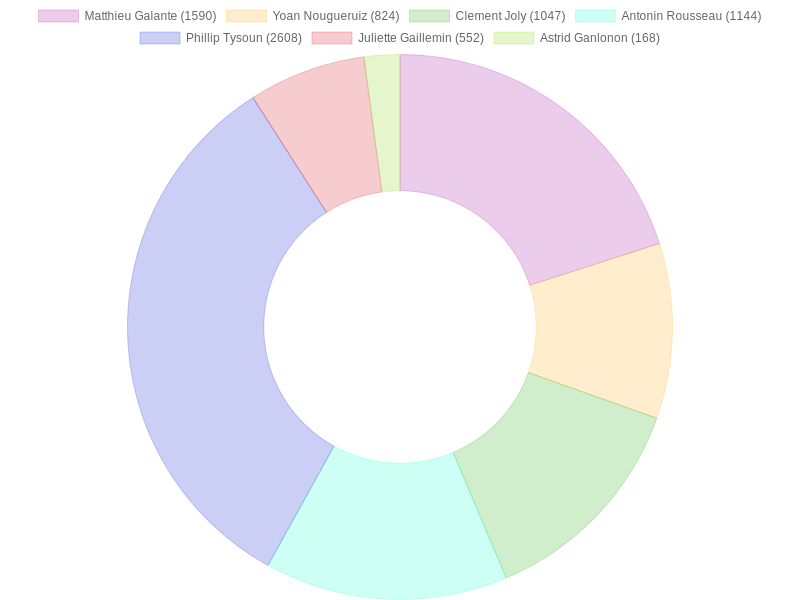 Matthieu Galante (1590) Yoan Nougueruiz (824) Clement Joly (1047) Antonin Rousseau (1144)
Phillip Tysoun (2608) Juliette Gaillemin (552) Astrid Ganlonon (168)